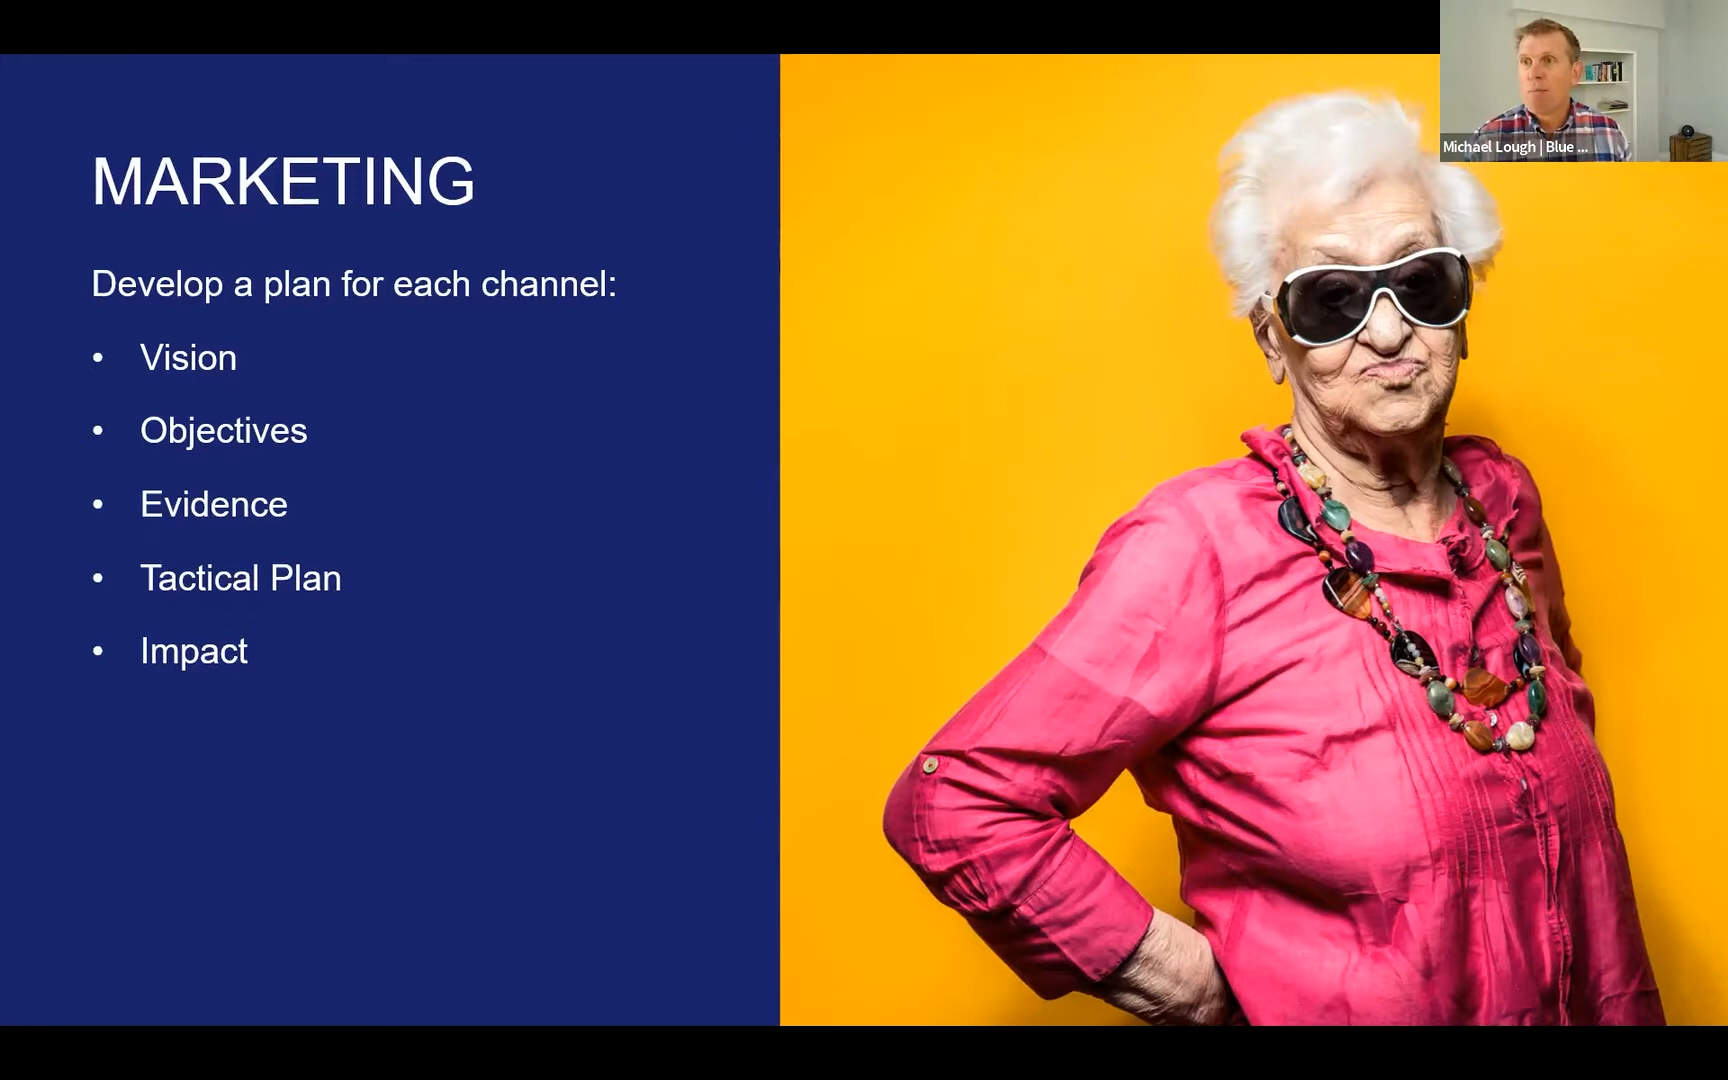 MARKETING
Develop a plan for each channel:
• Vision
• Objectives
• Evidence
• Tactical Plan
• Impact
Michael Lough | Blue ...